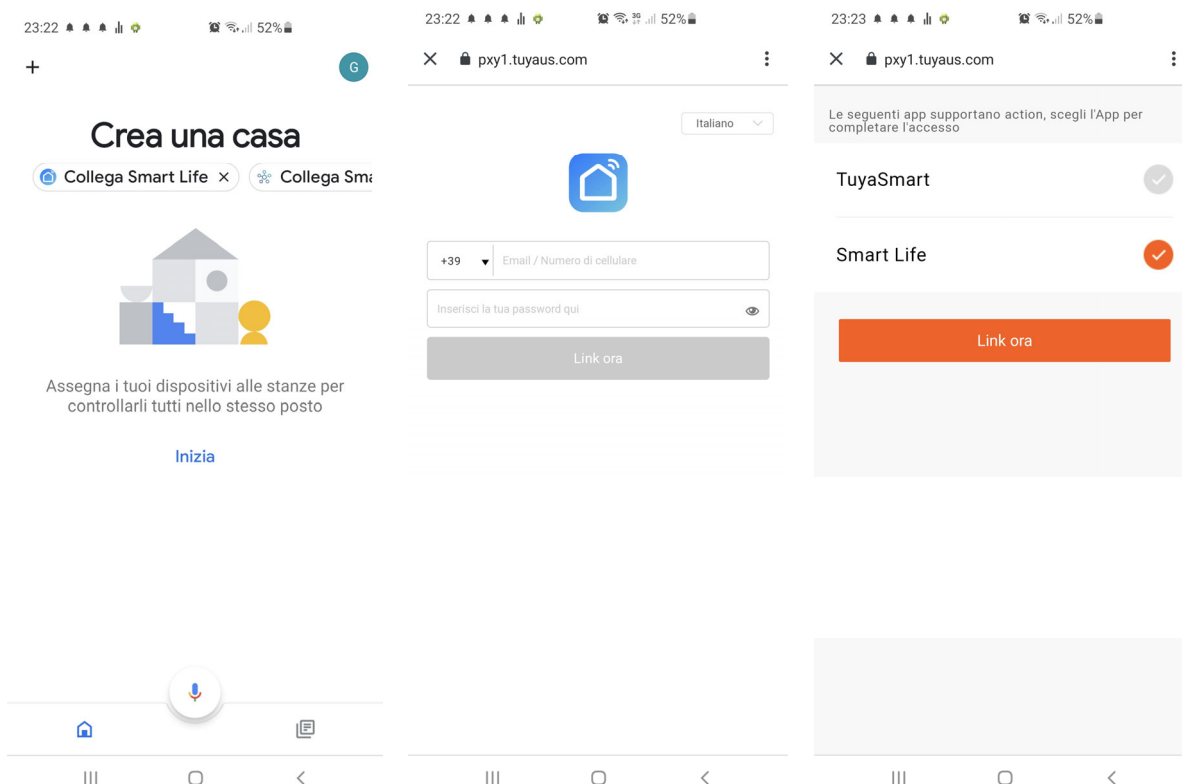 23:22
52%
G
Crea una casa
Collega Smart Life ×
Collega Sma
Assegna i tuoi dispositivi alle stanze per
controllarli tutti nello stesso posto
Inizia
23:22
3G
52%
pxy1.tuyaus.com
Italiano
+39
Email / Numero di cellulare
Inserisci la tua password qui
Link ora
23:23
52%
pxy1.tuyaus.com
Le seguenti app supportano action, scegli l'App per
completare l'accesso
TuyaSmart
Smart Life
Link ora